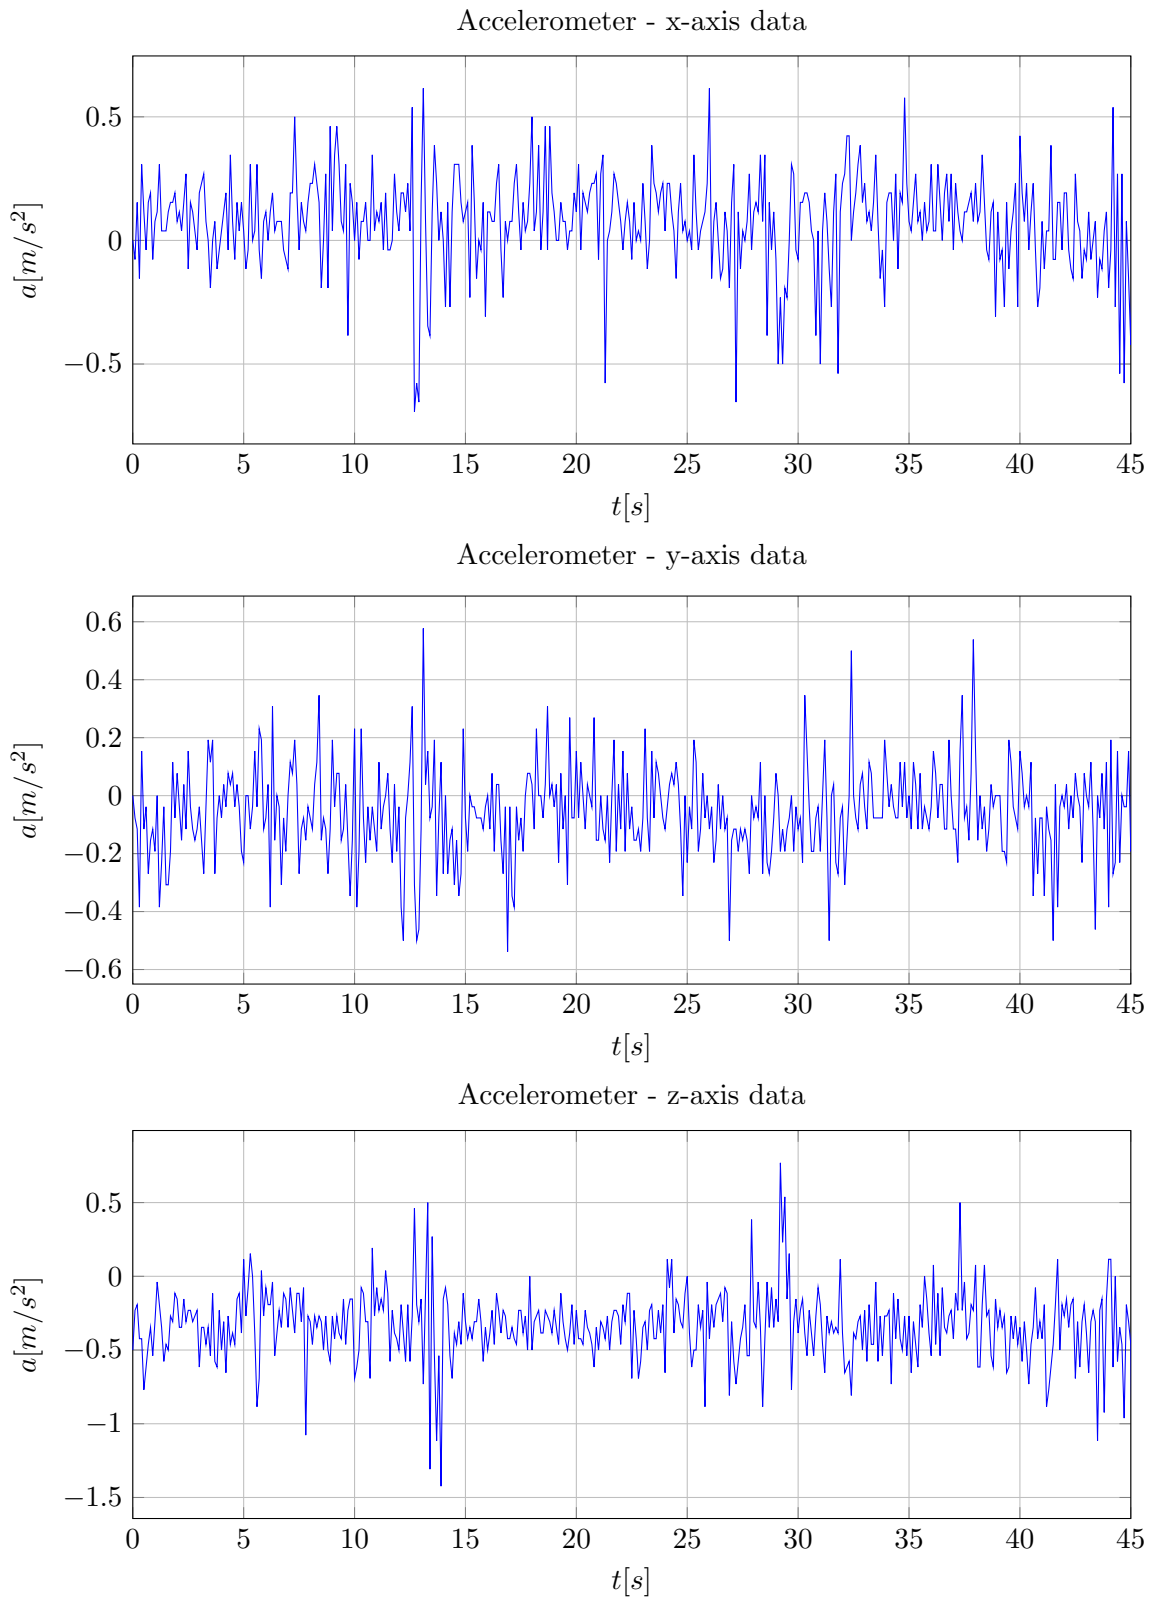 Accelerometer - x-axis data
0.5
0
−0.5
a[m/s²]
0 5 10 15 20 25 30 35 40 45
t[s]
Accelerometer - y-axis data
0.6
0.4
0.2
0
−0.2
−0.4
−0.6
a[m/s²]
0 5 10 15 20 25 30 35 40 45
t[s]
Accelerometer - z-axis data
0.5
0
−0.5
−1
−1.5
a[m/s²]
0 5 10 15 20 25 30 35 40 45
t[s]